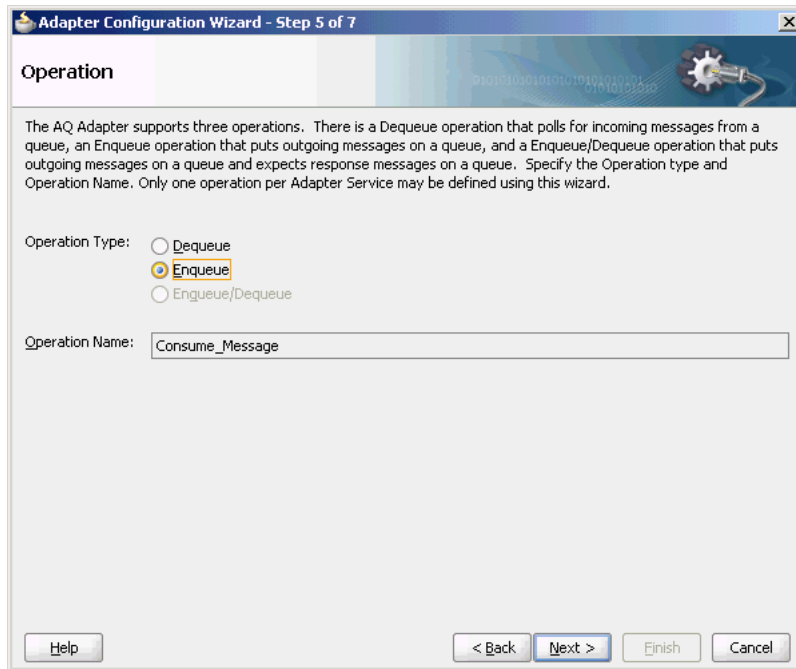 Adapter Configuration Wizard - Step 5 of 7
Operation
The AQ Adapter supports three operations. There is a Dequeue operation that polls for incoming messages from a
queue, an Enqueue operation that puts outgoing messages on a queue, and a Enqueue/Dequeue operation that puts
outgoing messages on a queue and expects response messages on a queue. Specify the Operation type and
Operation Name. Only one operation per Adapter Service may be defined using this wizard.
Operation Type:
Dequeue
Enqueue
Enqueue/Dequeue
Operation Name: Consume_Message
Help < Back Next > Finish Cancel